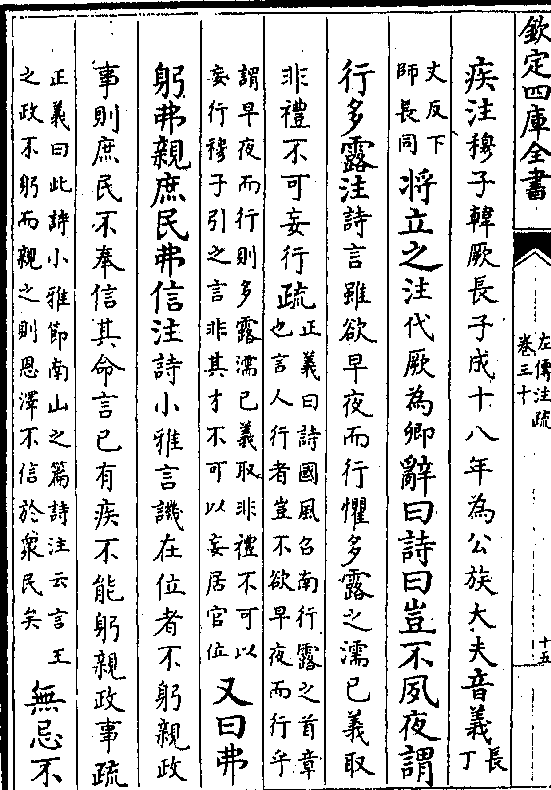 欽定四庫全書
左傳注疏
卷三十
十五
疾注穆子韓厥長子成十八年為公族大夫音義長
丁
丈反下
師長同
將立之注代厥為卿辭曰詩曰豈不夙夜謂
行多露注詩言雖欲早夜而行懼多露之濡已義取
非禮不可妄行疏
正義曰詩國風召南行露之首章
也言人行者豈不欲早夜而行乎
謂早夜而行則多露濡已義取非禮不可以
妄行穆子引之言非其才不可以妄居官位
又曰弗
躬弗親庶民弗信注詩小雅言譏在位者不躬親政
事則庶民不奉信其命言已有疾不能躬親政事疏
正義曰此詩小雅節南山之篇詩注云言王
之政不躬而親之則恩澤不信於衆民矣
無忌不